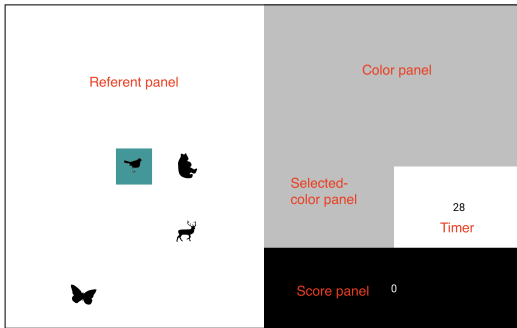 Referent panel
Color panel
Selected-
color panel
28
Timer
Score panel
0